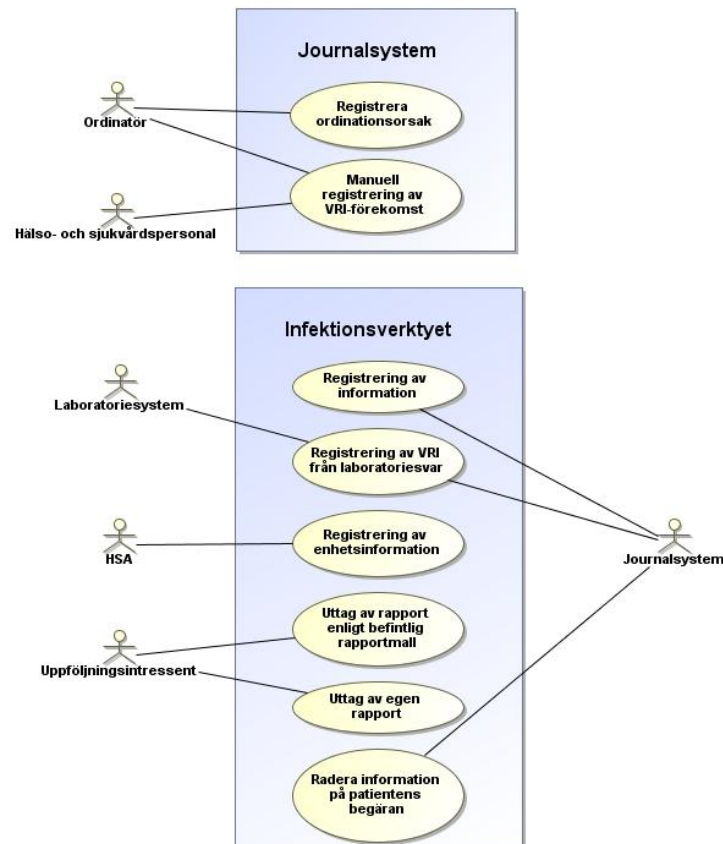 Journalsystem
Ordinatör
Registrera
ordinationsorsak
Manuell
registrering av
VRI-förekomst
Hälso- och sjukvårdspersonal
Infektionsverktyet
Registrering av
information
Laboratoriesystem
Registrering av VRI
från laboratoriesvar
HSA
Registrering av
enhetsinformation
Journalsystem
Uttag av rapport
enligt befintlig
rapportmall
Uppföljningsintressent
Uttag av egen
rapport
Radera information
på patientens
begäran